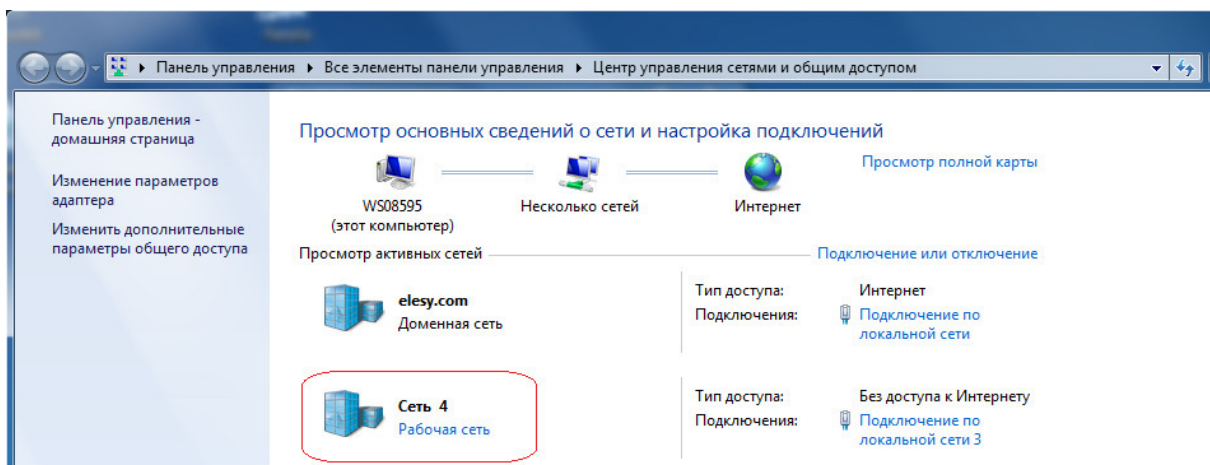 Панель управления ▸ Все элементы панели управления ▸ Центр управления сетями и общим доступом
Панель управления -
домашняя страница
Изменение параметров
адаптера
Изменить дополнительные
параметры общего доступа
Просмотр основных сведений о сети и настройка подключений
Просмотр полной карты
WS08595
(этот компьютер)
Несколько сетей
Интернет
Просмотр активных сетей
Подключение или отключение
elesy.com
Доменная сеть
Тип доступа: Интернет
Подключения: Подключение по
локальной сети
Сеть 4
Рабочая сеть
Тип доступа: Без доступа к Интернету
Подключения: Подключение по
локальной сети 3